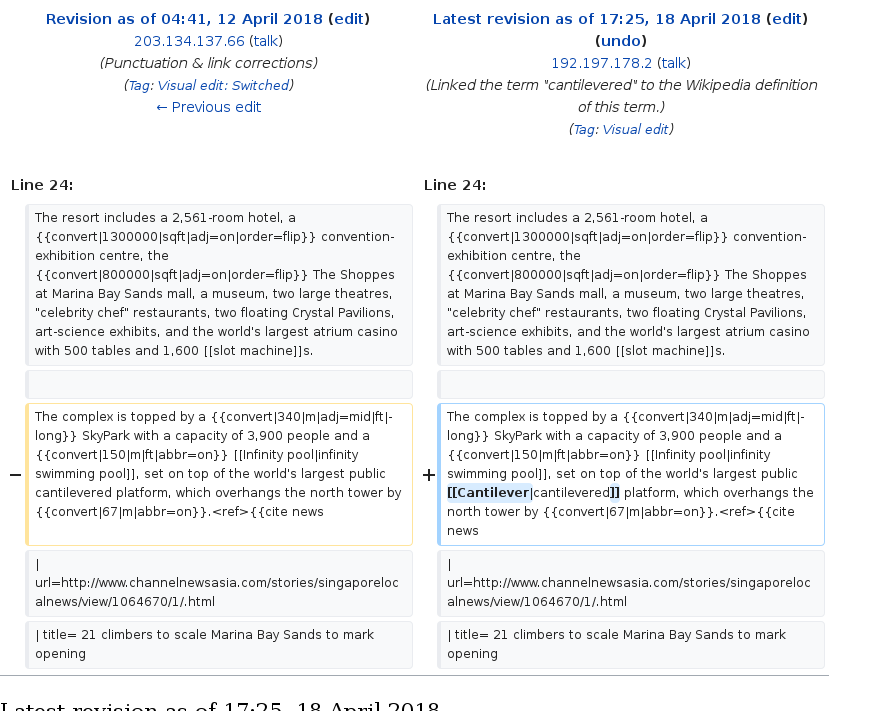 Revision as of 04:41, 12 April 2018 (edit)
203.134.137.66 (talk)
(Punctuation & link corrections)
(Tag: Visual edit: Switched)
← Previous edit
Latest revision as of 17:25, 18 April 2018 (edit)
(undo)
192.197.178.2 (talk)
(Linked the term "cantilevered" to the Wikipedia definition
of this term.)
(Tag: Visual edit)
Line 24:
Line 24:
The resort includes a 2,561-room hotel, a
{{convert|1300000|sqft|adj=on|order=flip}} convention-
exhibition centre, the
{{convert|800000|sqft|adj=on|order=flip}} The Shoppes
at Marina Bay Sands mall, a museum, two large theatres,
"celebrity chef" restaurants, two floating Crystal Pavilions,
art-science exhibits, and the world's largest atrium casino
with 500 tables and 1,600 [[slot machine]]s.
The resort includes a 2,561-room hotel, a
{{convert|1300000|sqft|adj=on|order=flip}} convention-
exhibition centre, the
{{convert|800000|sqft|adj=on|order=flip}} The Shoppes
at Marina Bay Sands mall, a museum, two large theatres,
"celebrity chef" restaurants, two floating Crystal Pavilions,
art-science exhibits, and the world's largest atrium casino
with 500 tables and 1,600 [[slot machine]]s.
−
The complex is topped by a {{convert|340|m|adj=mid|ft|-
long}} SkyPark with a capacity of 3,900 people and a
{{convert|150|m|ft|abbr=on}} [[Infinity pool|infinity
swimming pool]], set on top of the world's largest public
cantilevered platform, which overhangs the north tower by
{{convert|67|m|abbr=on}}.<ref>{{cite news
+
The complex is topped by a {{convert|340|m|adj=mid|ft|-
long}} SkyPark with a capacity of 3,900 people and a
{{convert|150|m|ft|abbr=on}} [[Infinity pool|infinity
swimming pool]], set on top of the world's largest public
[[Cantilever|cantilevered]] platform, which overhangs the
north tower by {{convert|67|m|abbr=on}}.<ref>{{cite
news
|
url=http://www.channelnewsasia.com/stories/singaporeloc
alnews/view/1064670/1/.html
|
url=http://www.channelnewsasia.com/stories/singaporeloc
alnews/view/1064670/1/.html
| title= 21 climbers to scale Marina Bay Sands to mark
opening
| title= 21 climbers to scale Marina Bay Sands to mark
opening
Latest revision as of 17:25, 18 April 2018